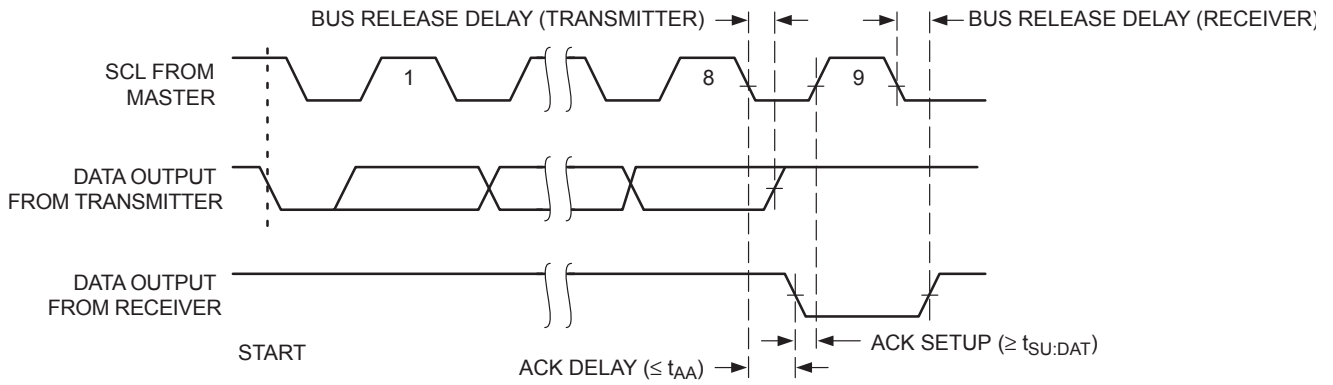 BUS RELEASE DELAY (TRANSMITTER)
BUS RELEASE DELAY (RECEIVER)
SCL FROM
MASTER
1
8
9
DATA OUTPUT
FROM TRANSMITTER
DATA OUTPUT
FROM RECEIVER
START
ACK SETUP (≥ tSU:DAT)
ACK DELAY (≤ tAA)